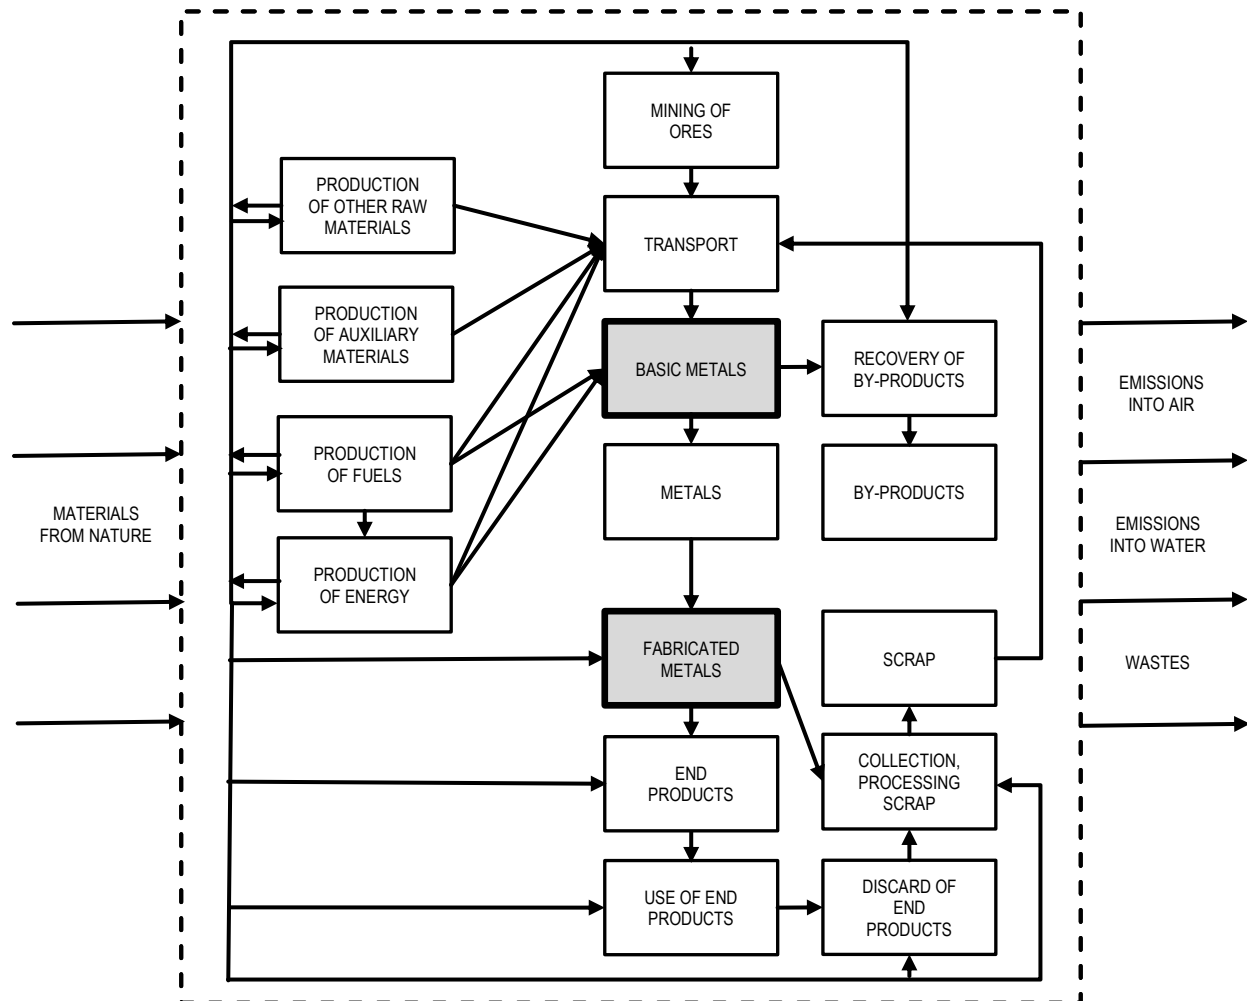 MINING OF
ORES
PRODUCTION
OF OTHER RAW
MATERIALS
TRANSPORT
PRODUCTION
OF AUXILIARY
MATERIALS
BASIC METALS
RECOVERY OF
BY-PRODUCTS
EMISSIONS
INTO AIR
PRODUCTION
OF FUELS
METALS
BY-PRODUCTS
MATERIALS
FROM NATURE
EMISSIONS
INTO WATER
PRODUCTION
OF ENERGY
FABRICATED
METALS
SCRAP
WASTES
END
PRODUCTS
COLLECTION,
PROCESSING
SCRAP
USE OF END
PRODUCTS
DISCARD OF
END
PRODUCTS